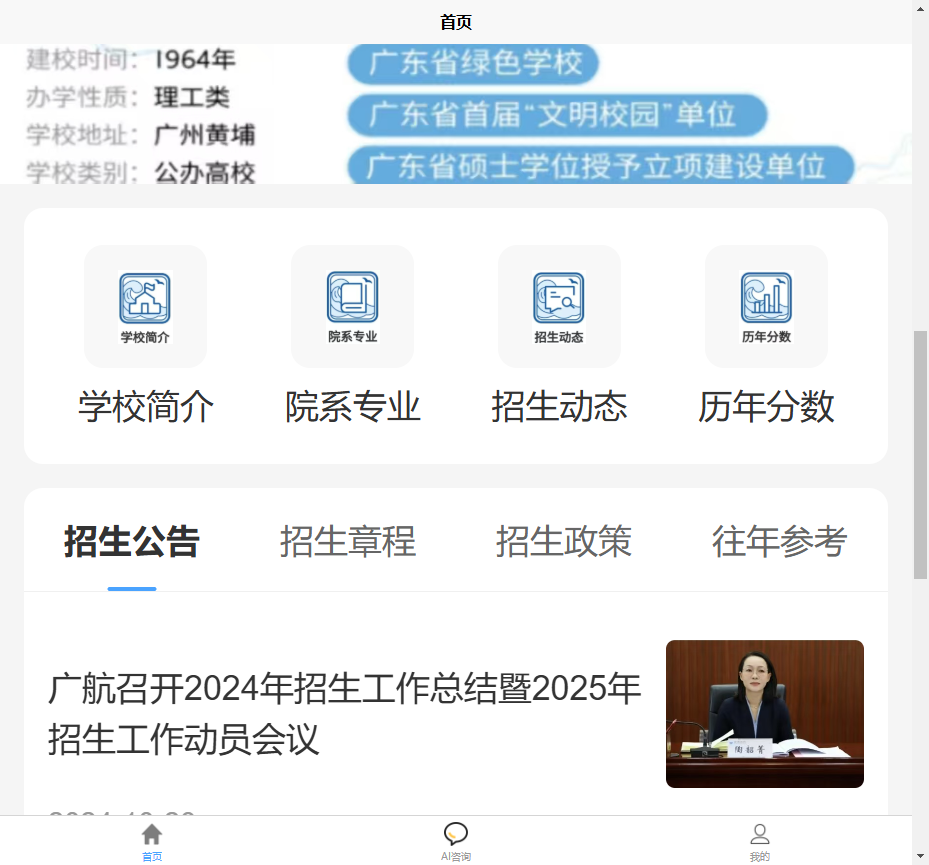 首页
建校时间：1964年
广东省绿色学校
办学性质：理工类
广东省首届“文明校园”单位
学校地址：广州黄埔
学校类别：公办高校
广东省硕士学位授予立项建设单位
学校简介
院系专业
招生动态
历年分数
学校简介
院系专业
招生动态
历年分数
招生公告
招生章程
招生政策
往年参考
广航召开2024年招生工作总结暨2025年
招生工作动员会议
陶韶菁
首页
AI咨询
我的